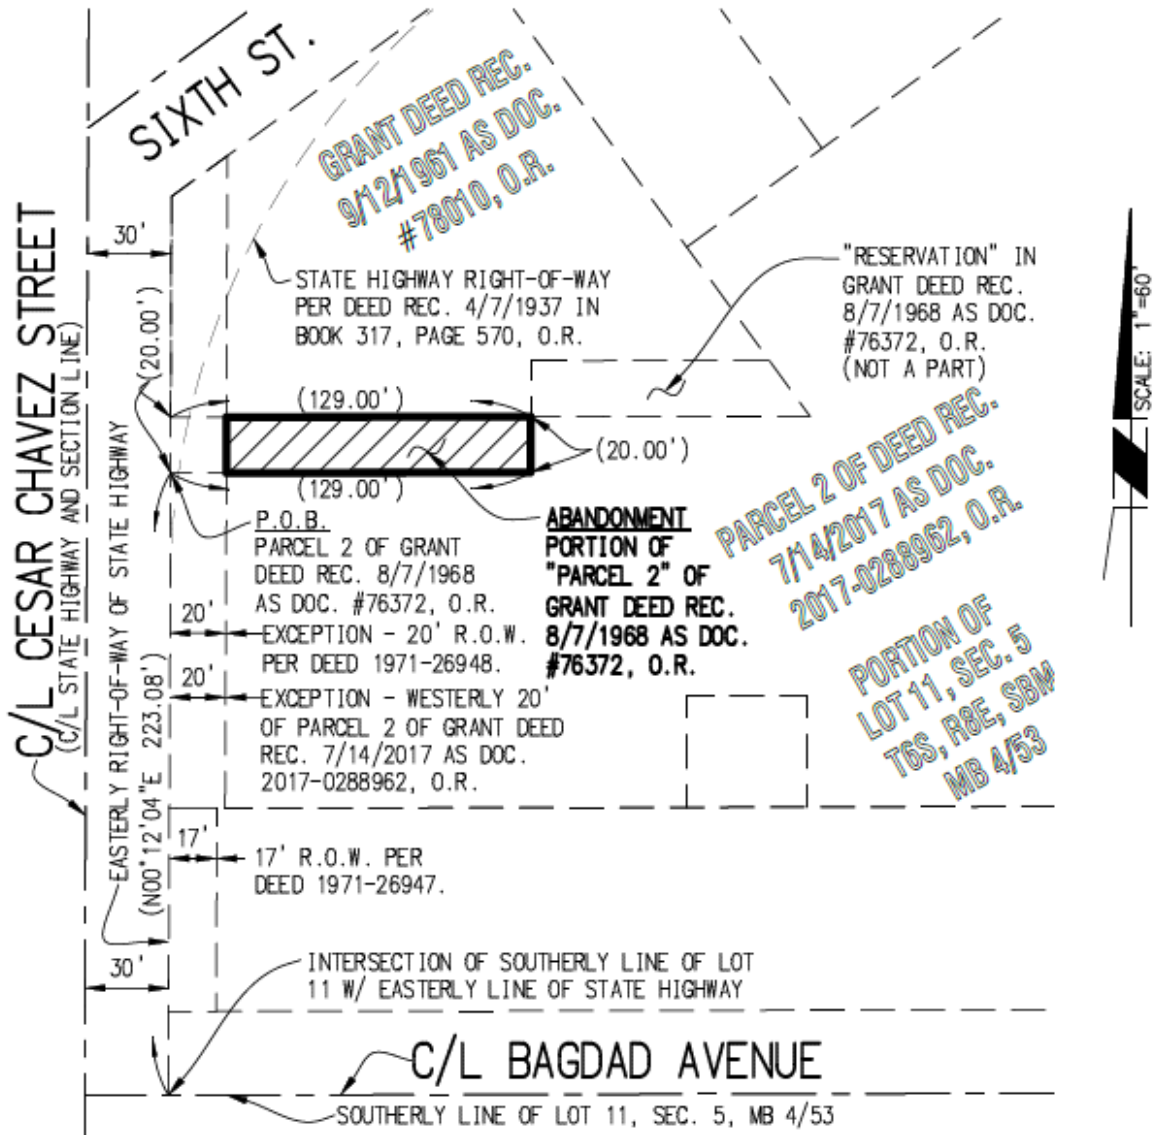 SIXTH ST.
GRANT DEED REC.
9/12/1961 AS DOC.
#78010, O.R.
30'
STATE HIGHWAY RIGHT-OF-WAY
PER DEED REC. 4/7/1937 IN
BOOK 317, PAGE 570, O.R.
"RESERVATION" IN
GRANT DEED REC.
8/7/1968 AS DOC.
#76372, O.R.
(NOT A PART)
SCALE: 1"=60'
C/L CESAR CHAVEZ STREET
(C/L STATE HIGHWAY AND SECTION LINE)
(20.00')
(129.00')
(20.00')
(129.00')
P.O.B.
PARCEL 2 OF GRANT
DEED REC. 8/7/1968
AS DOC. #76372, O.R.
ABANDONMENT
PORTION OF
"PARCEL 2" OF
GRANT DEED REC.
8/7/1968 AS DOC.
#76372, O.R.
PARCEL 2 OF DEED REC.
7/14/2017 AS DOC.
2017-0288962, O.R.
20'
EXCEPTION - 20' R.O.W.
PER DEED 1971-26948.
20'
EXCEPTION - WESTERLY 20'
OF PARCEL 2 OF GRANT DEED
REC. 7/14/2017 AS DOC.
2017-0288962, O.R.
PORTION OF
LOT 11, SEC. 5
T6S, R8E, SBM
MB 4/53
EASTERLY RIGHT-OF-WAY OF STATE HIGHWAY
(N00°12'04"E 223.08')
17'
17' R.O.W. PER
DEED 1971-26947.
30'
INTERSECTION OF SOUTHERLY LINE OF LOT
11 W/ EASTERLY LINE OF STATE HIGHWAY
C/L BAGDAD AVENUE
SOUTHERLY LINE OF LOT 11, SEC. 5, MB 4/53